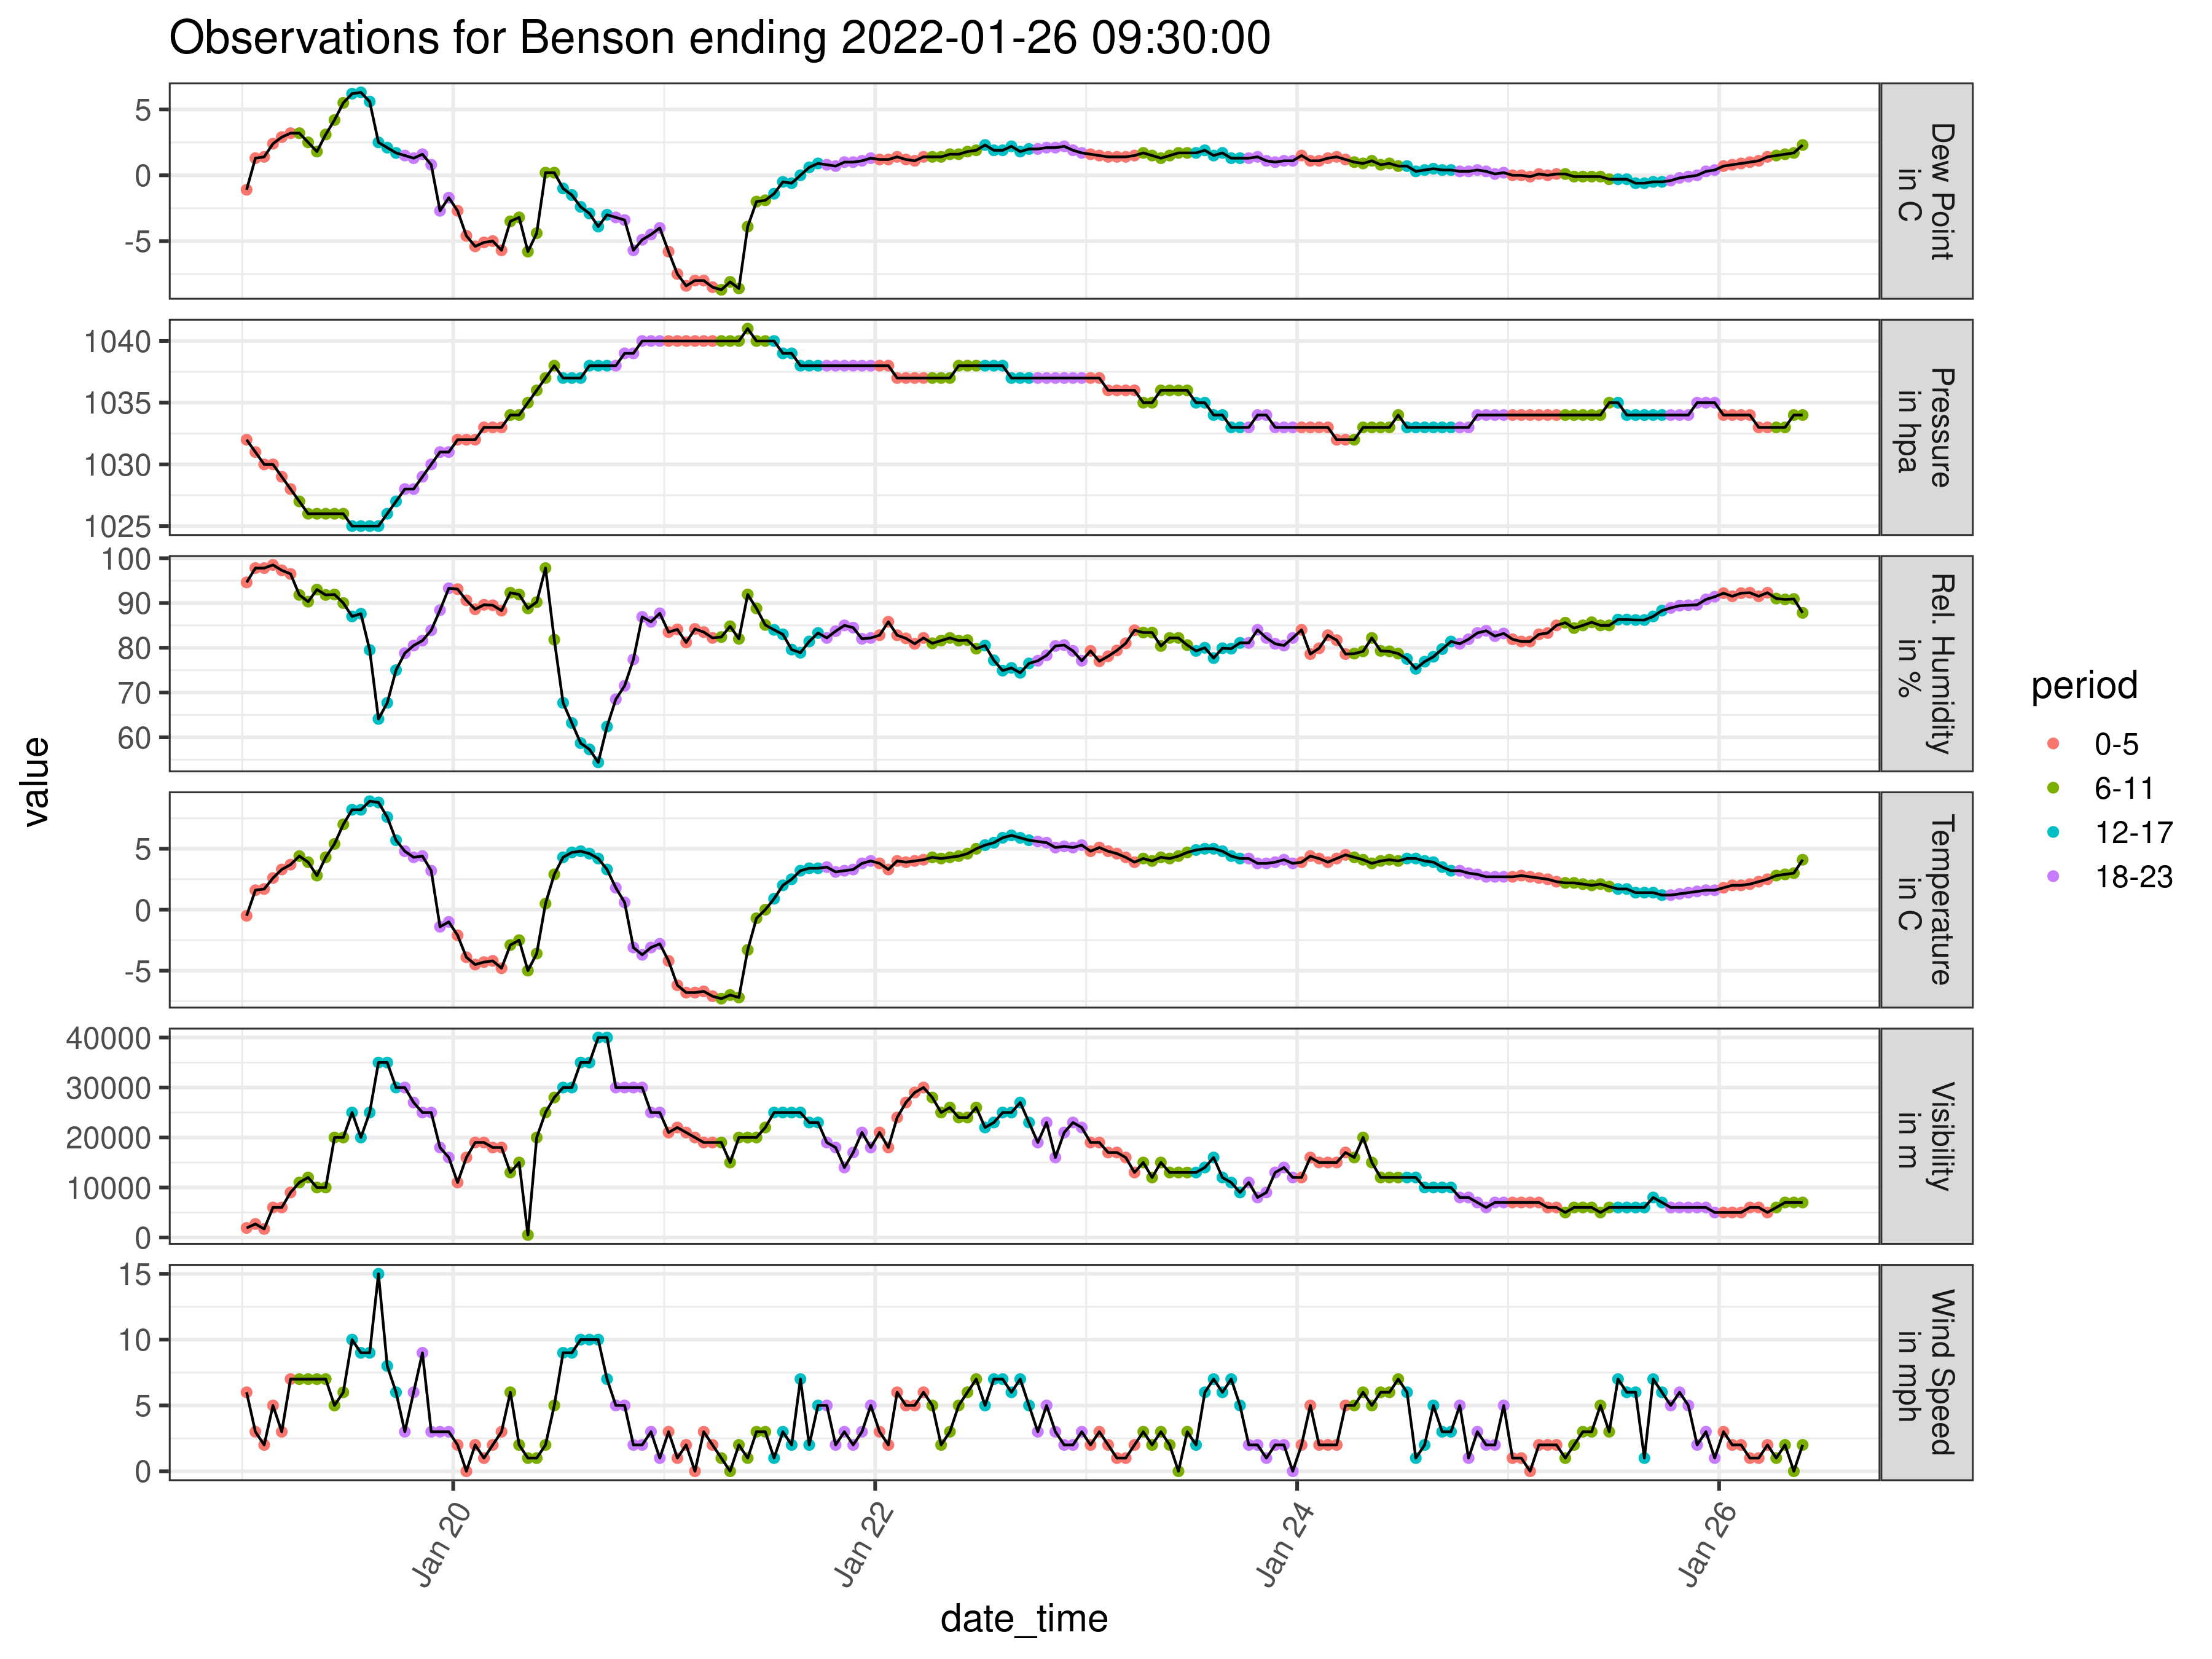 Observations for Benson ending 2022-01-26 09:30:00
value
5
0
-5
Dew Point
in C
1040
1035
1030
1025
Pressure
in hpa
100
90
80
70
60
Rel. Humidity
in %
5
0
-5
Temperature
in C
40000
30000
20000
10000
0
Visibility
in m
15
10
5
0
Wind Speed
in mph
Jan 20
Jan 22
Jan 24
Jan 26
date_time
period
0-5
6-11
12-17
18-23